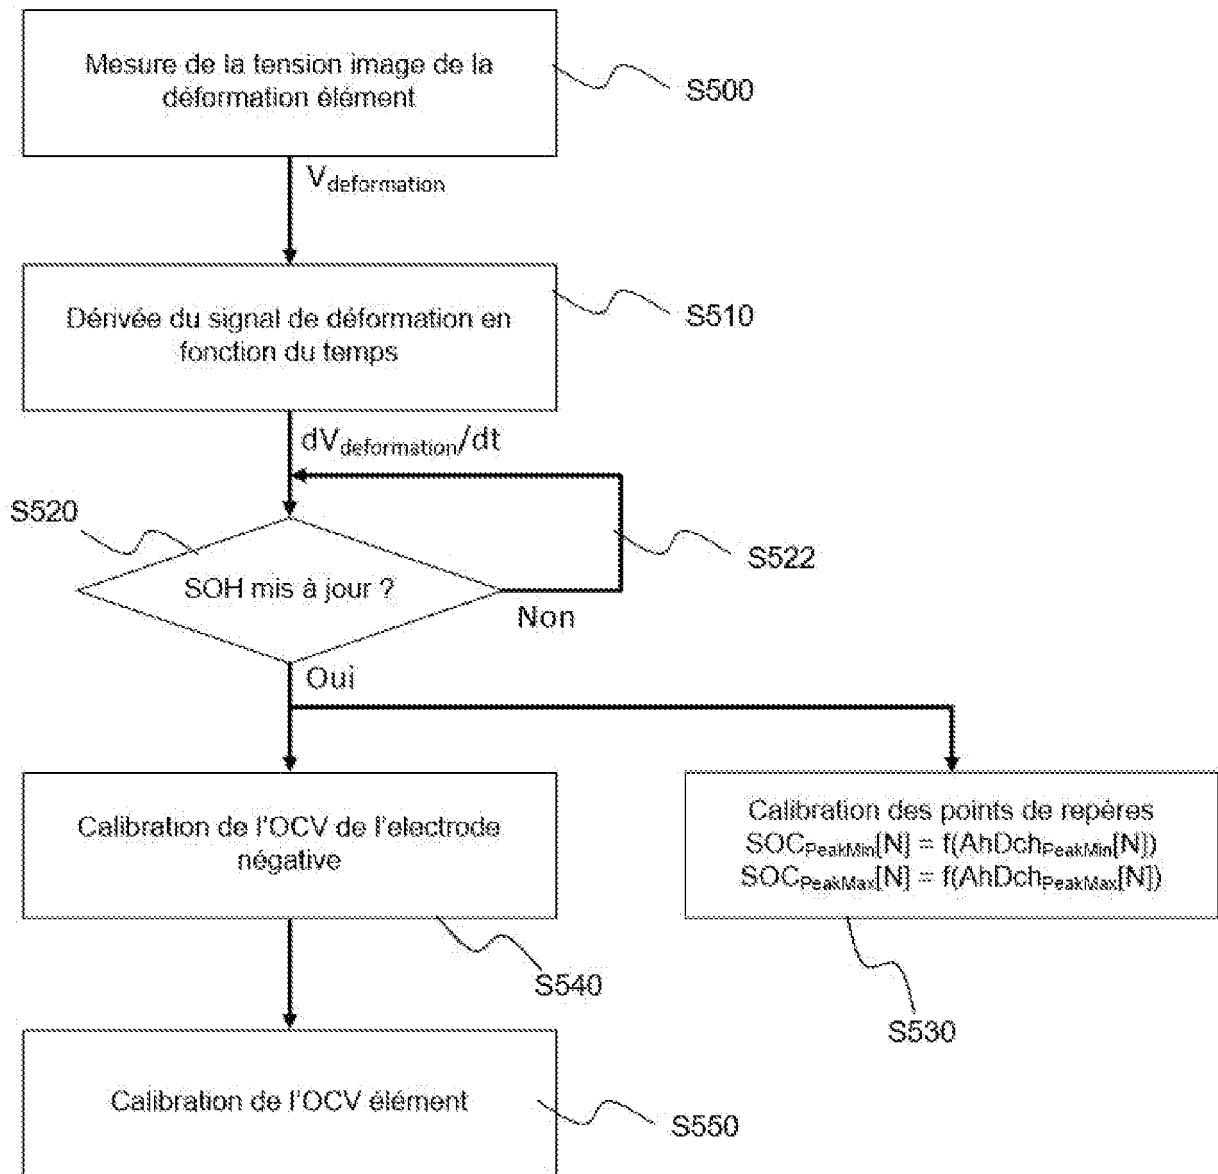 Mesure de la tension image de la
déformation élément
S500
Vdeformation
Dérivée du signal de déformation en
fonction du temps
S510
dVdeformation/dt
S520
SOH mis à jour ?
S522
Non
Oui
Calibration de l'OCV de l'electrode
négative
S540
Calibration des points de repères
SOCPeakMin[N] = f(AhDchPeakMin[N])
SOCPeakMax[N] = f(AhDchPeakMax[N])
S530
Calibration de l'OCV élément
S550